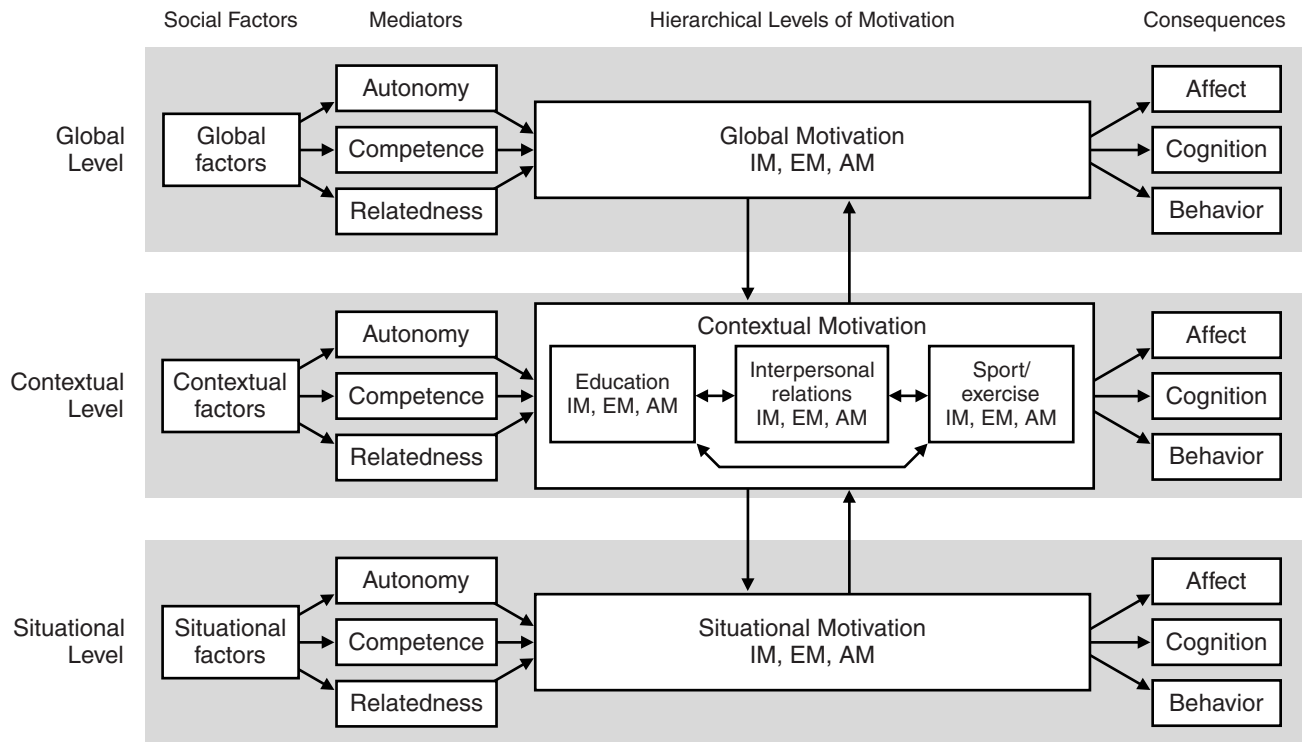 Social Factors
Mediators
Hierarchical Levels of Motivation
Consequences
Global
Level
Global
factors
Autonomy
Competence
Relatedness
Global Motivation
IM, EM, AM
Affect
Cognition
Behavior
Contextual
Level
Contextual
factors
Autonomy
Competence
Relatedness
Contextual Motivation
Education
IM, EM, AM
Interpersonal
relations
IM, EM, AM
Sport/
exercise
IM, EM, AM
Affect
Cognition
Behavior
Situational
Level
Situational
factors
Autonomy
Competence
Relatedness
Situational Motivation
IM, EM, AM
Affect
Cognition
Behavior